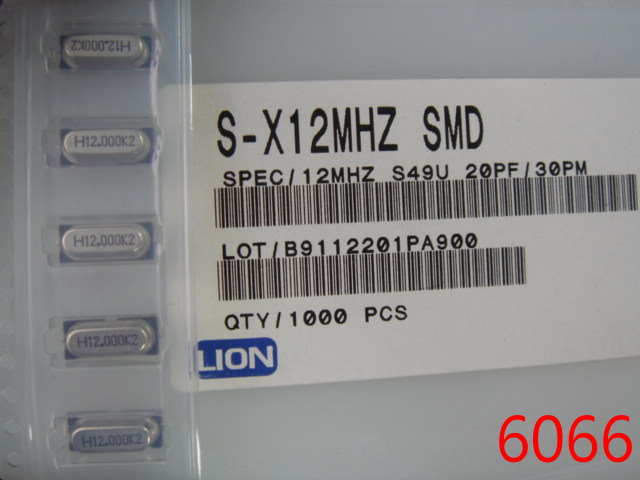 H12.000K2
H12.000K2
H12.000K2
H12.000K2
H12.000K2
S-X12MHZ SMD
SPEC/12MHZ S49U 20PF/30PM
LOT/B9112201PA900
QTY/1000 PCS
LION
6066